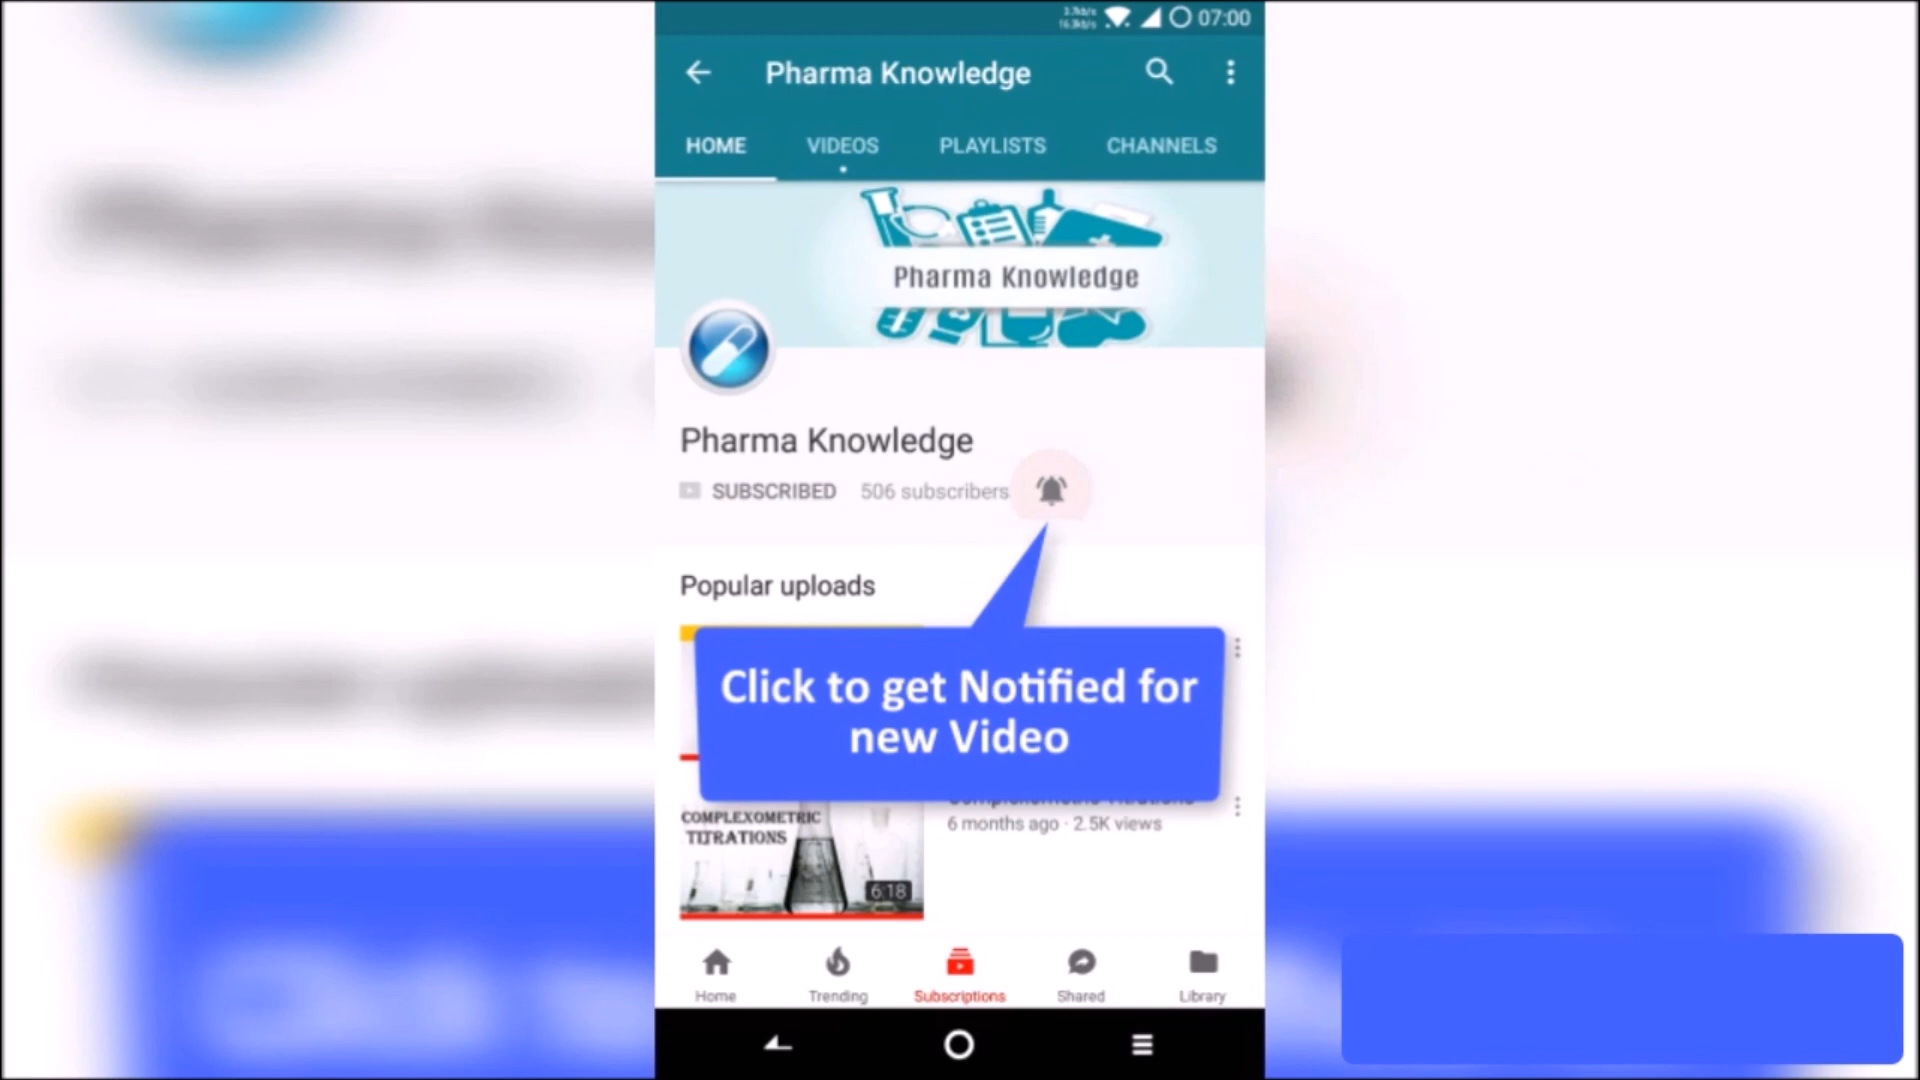 07:00
Pharma Knowledge
HOME VIDEOS PLAYLISTS CHANNELS
Pharma Knowledge
Pharma Knowledge
SUBSCRIBED 506 subscribers
Popular uploads
Click to get Notified for
new Video
COMPLEXOMETRIC
TITRATIONS
6 months ago · 2.5K views
6:18
Home Trending Subscriptions Shared Library